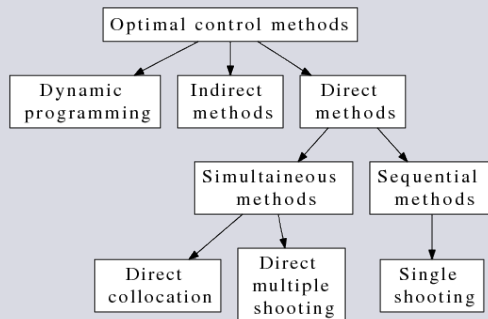 Optimal control methods
Dynamic
programming
Indirect
methods
Direct
methods
Simultaineous
methods
Sequential
methods
Direct
collocation
Direct
multiple
shooting
Single
shooting